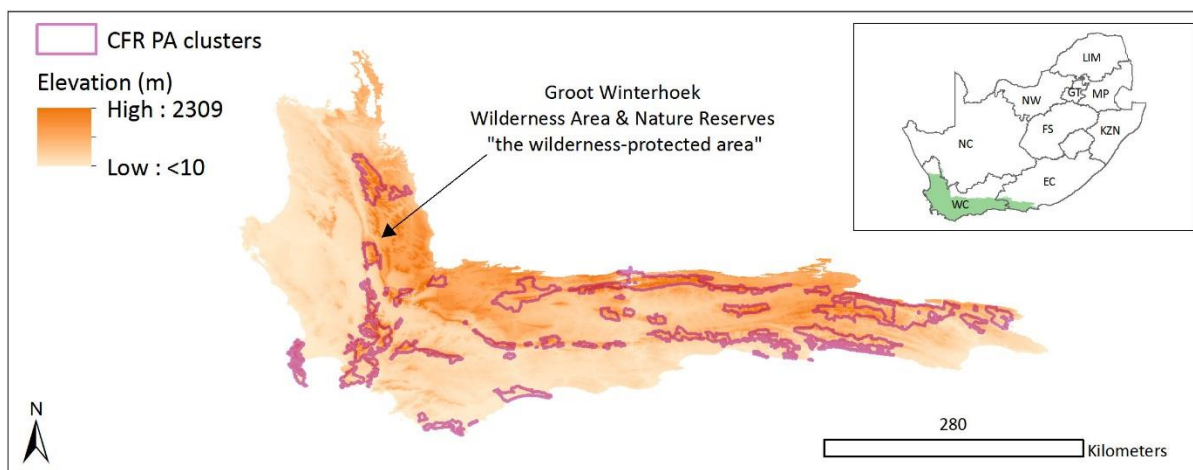 CFR PA clusters
Elevation (m)
High : 2309
Low : <10
Groot Winterhoek
Wilderness Area & Nature Reserves
"the wilderness-protected area"
LIM
NW
GT
MP
FS
KZN
NC
EC
WC
N
280
Kilometers